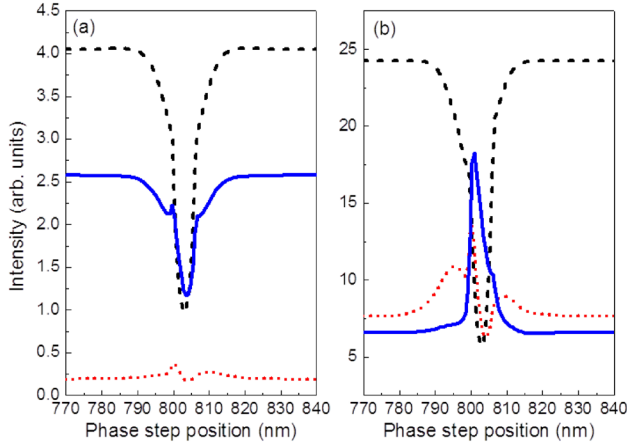 (a)
4.5
4.0
3.5
3.0
2.5
2.0
1.5
1.0
0.5
0.0
Intensity (arb. units)
770 780 790 800 810 820 830 840
Phase step position (nm)
(b)
25
20
15
10
5
770 780 790 800 810 820 830 840
Phase step position (nm)